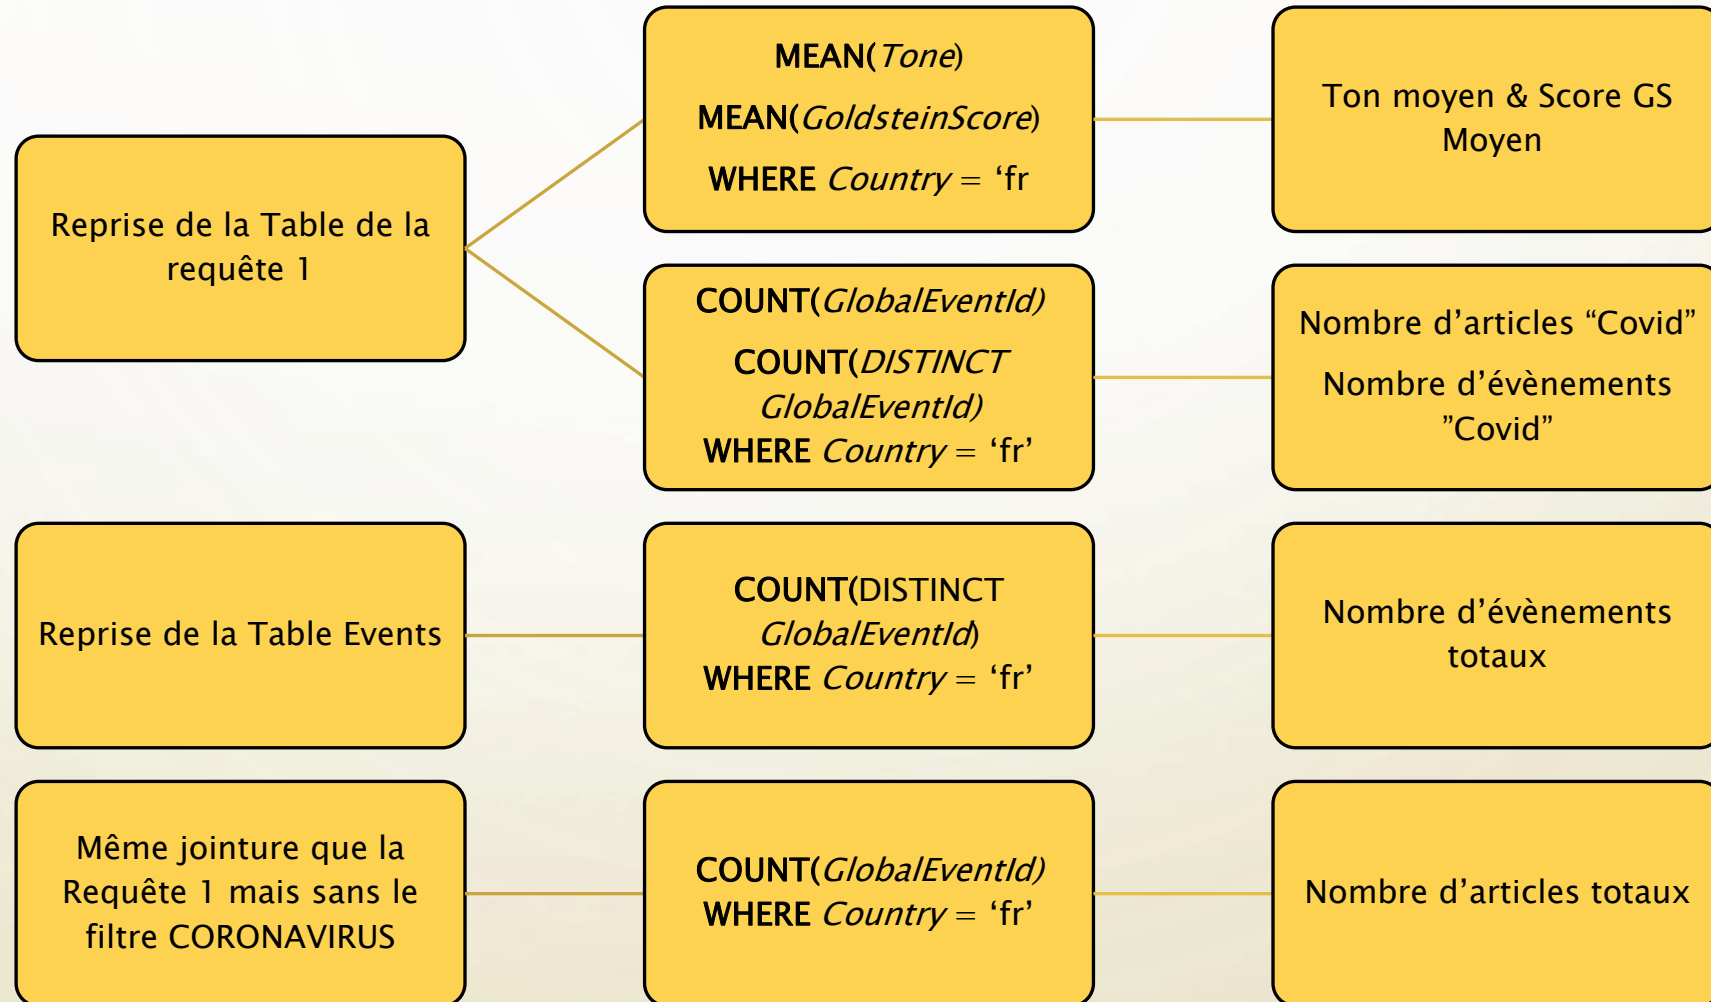 Reprise de la Table de la
requête 1
MEAN(Tone)
MEAN(GoldsteinScore)
WHERE Country = ‘fr
Ton moyen & Score GS
Moyen
COUNT(GlobalEventId)
COUNT(DISTINCT
GlobalEventId)
WHERE Country = ‘fr’
Nombre d’articles “Covid”
Nombre d’évènements
”Covid”
Reprise de la Table Events
COUNT(DISTINCT
GlobalEventId)
WHERE Country = ‘fr’
Nombre d’évènements
totaux
Même jointure que la
Requête 1 mais sans le
filtre CORONAVIRUS
COUNT(GlobalEventId)
WHERE Country = ‘fr’
Nombre d’articles totaux